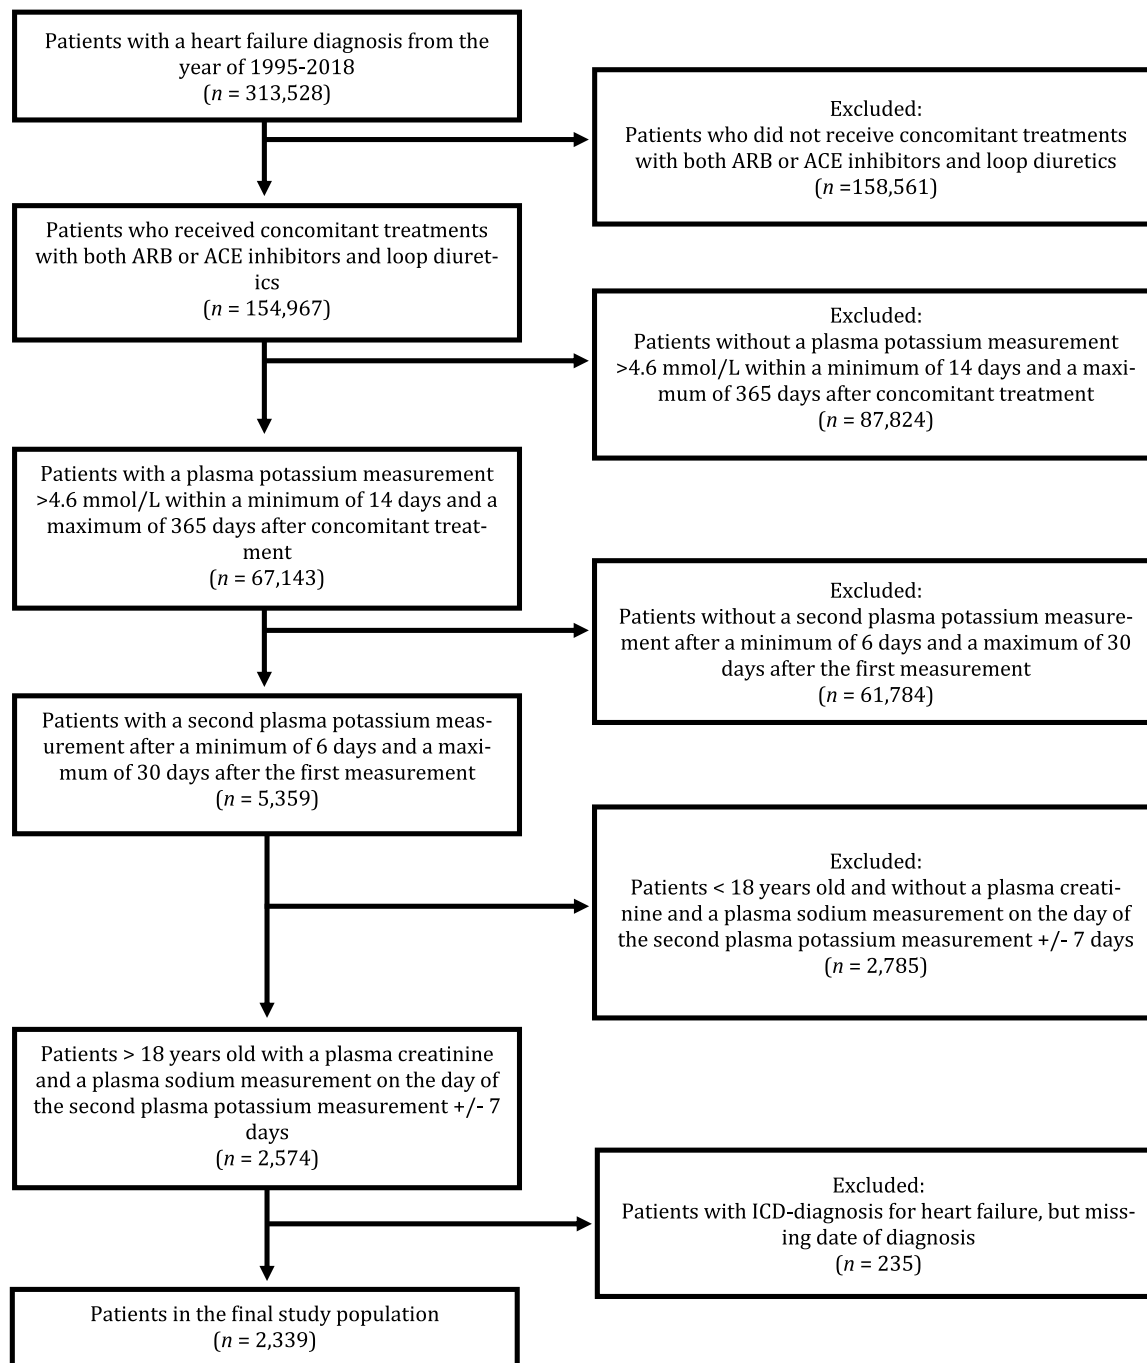 Patients with a heart failure diagnosis from the
year of 1995-2018
(n = 313,528)
Excluded:
Patients who did not receive concomitant treatments
with both ARB or ACE inhibitors and loop diuretics
(n =158,561)
Patients who received concomitant treatments
with both ARB or ACE inhibitors and loop diuret-
ics
(n = 154,967)
Excluded:
Patients without a plasma potassium measurement
>4.6 mmol/L within a minimum of 14 days and a maxi-
mum of 365 days after concomitant treatment
(n = 87,824)
Patients with a plasma potassium measurement
>4.6 mmol/L within a minimum of 14 days and a
maximum of 365 days after concomitant treat-
ment
(n = 67,143)
Excluded:
Patients without a second plasma potassium measure-
ment after a minimum of 6 days and a maximum of 30
days after the first measurement
(n = 61,784)
Patients with a second plasma potassium meas-
urement after a minimum of 6 days and a maxi-
mum of 30 days after the first measurement
(n = 5,359)
Excluded:
Patients < 18 years old and without a plasma creati-
nine and a plasma sodium measurement on the day of
the second plasma potassium measurement +/- 7 days
(n = 2,785)
Patients > 18 years old with a plasma creatinine
and a plasma sodium measurement on the day of
the second plasma potassium measurement +/- 7
days
(n = 2,574)
Excluded:
Patients with ICD-diagnosis for heart failure, but miss-
ing date of diagnosis
(n = 235)
Patients in the final study population
(n = 2,339)